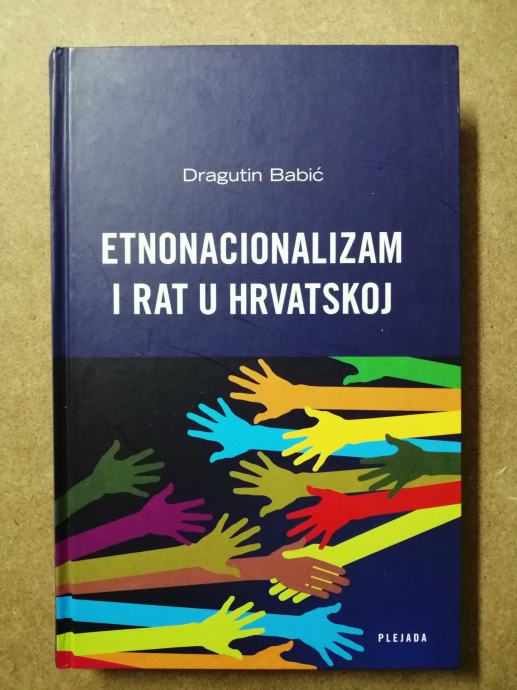 Dragutin Babić
ETNONACIONALIZAM
I RAT U HRVATSKOJ
PLEJADA